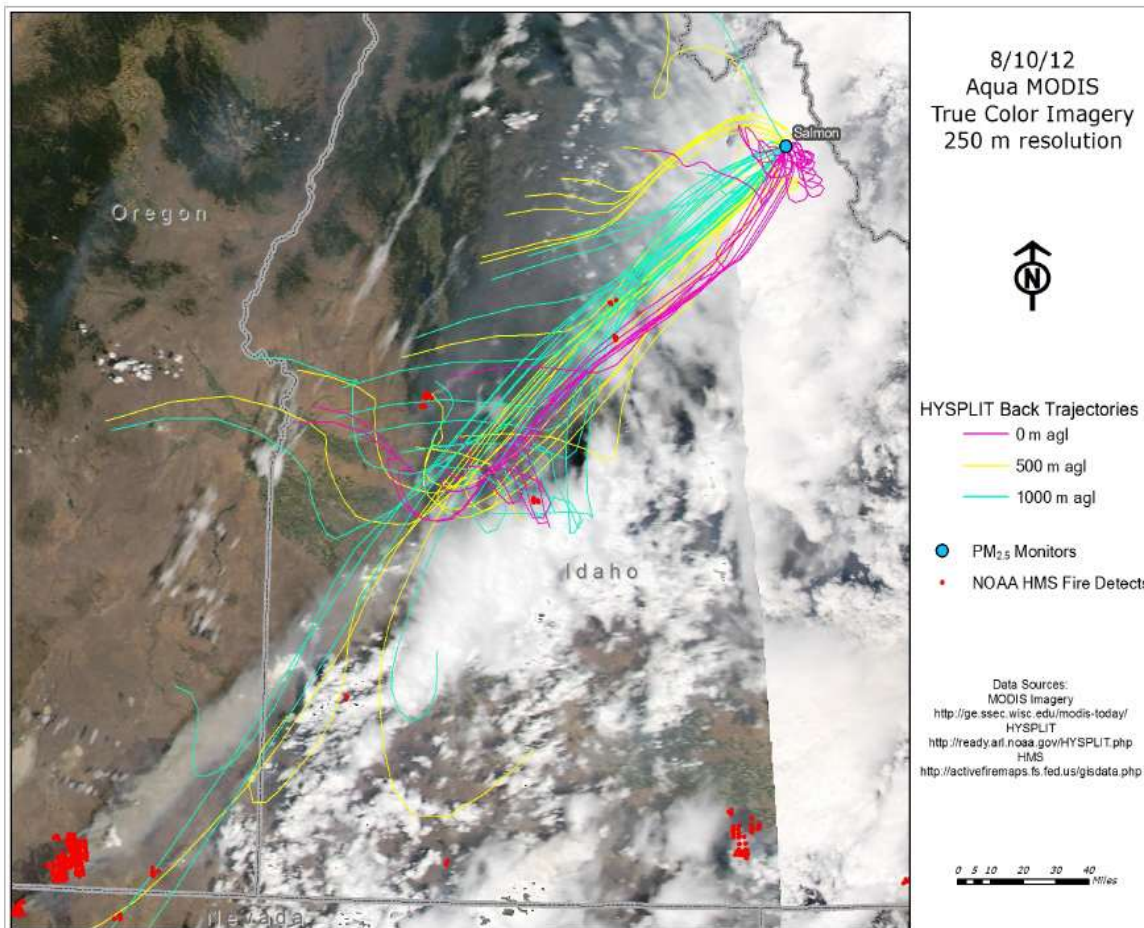 Salmon
Oregon
Idaho
Nevada
8/10/12
Aqua MODIS
True Color Imagery
250 m resolution
N
HYSPLIT Back Trajectories
0 m agl
500 m agl
1000 m agl
PM2.5 Monitors
NOAA HMS Fire Detects
Data Sources:
MODIS Imagery
http://ge.ssec.wisc.edu/modis-today/
HYSPLIT
http://ready.arl.noaa.gov/HYSPLIT.php
HMS
http://activefiremaps.fs.fed.us/gisdata.php
0 5 10 20 30 40
Miles